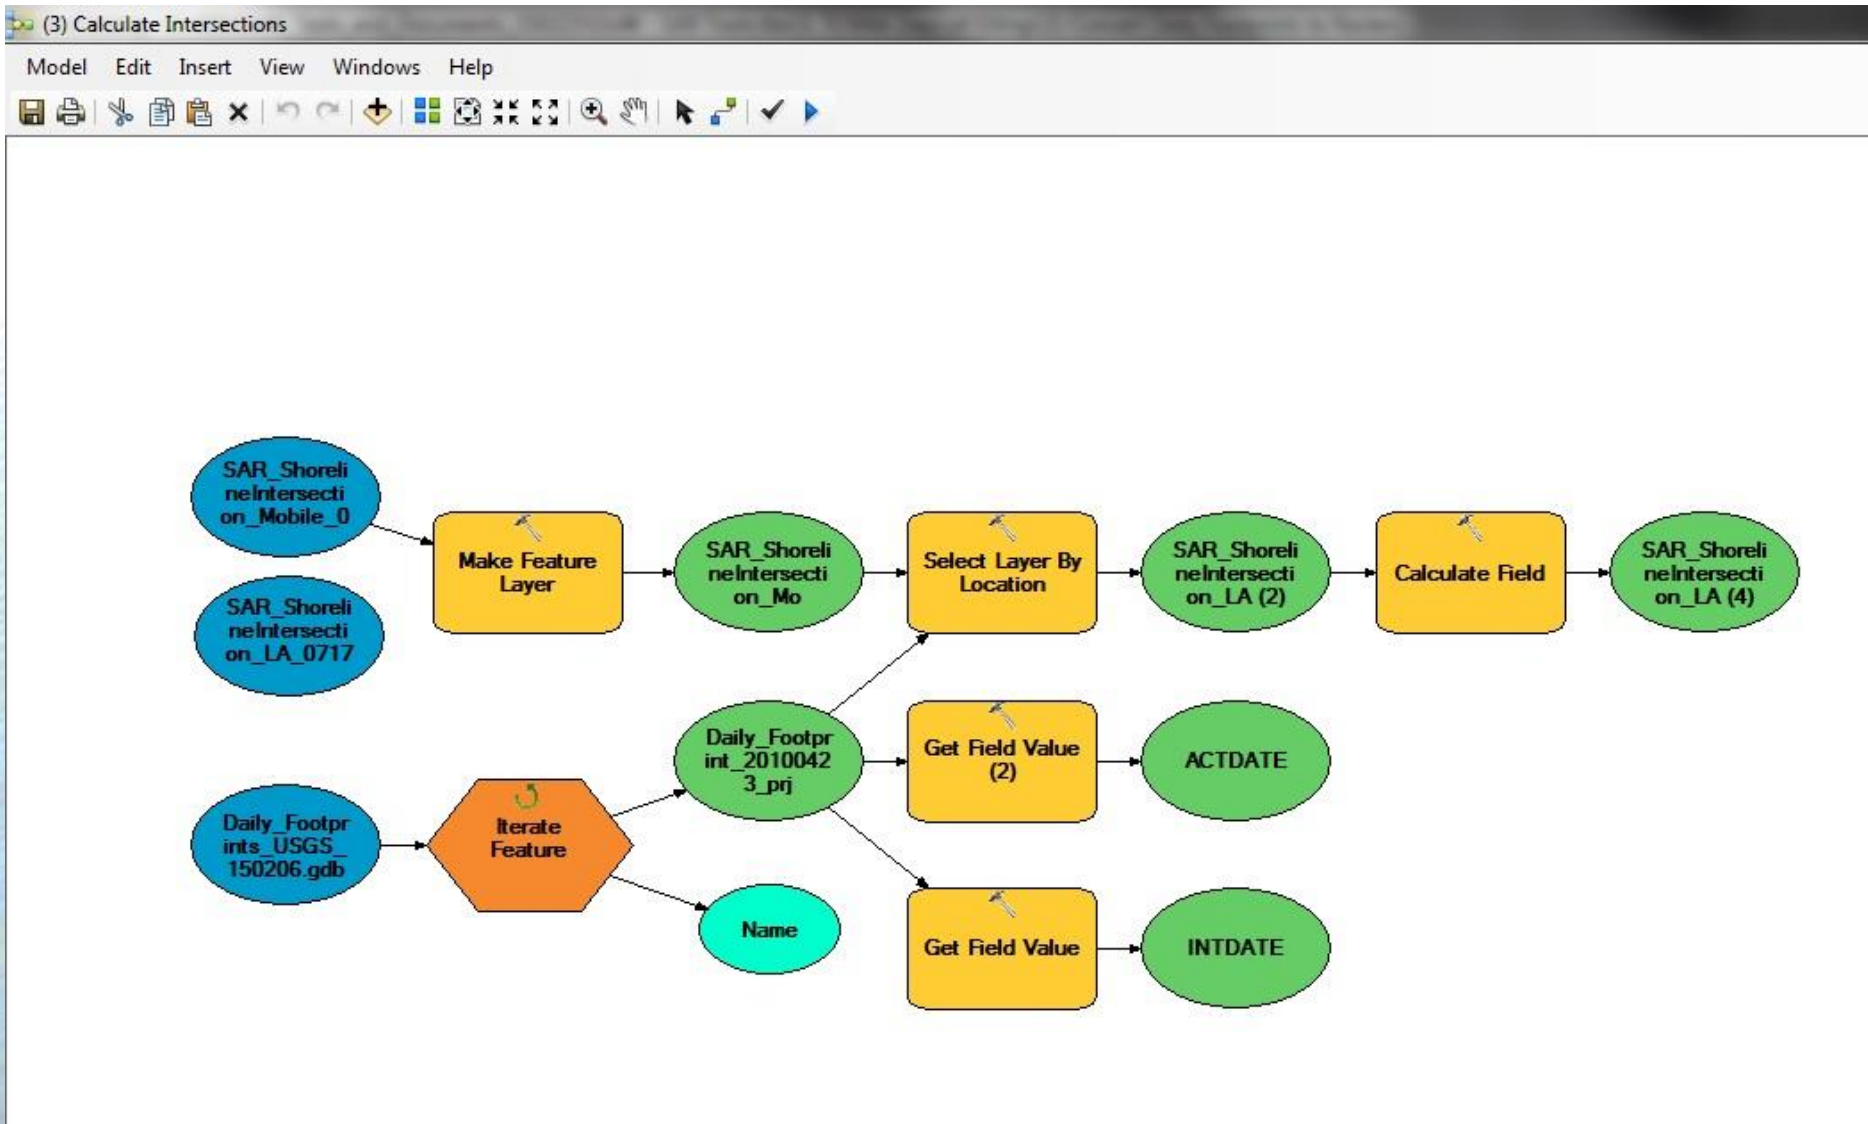 (3) Calculate Intersections
Model Edit Insert View Windows Help
SAR_Shoreli
neIntersecti
on_Mobile_0
Make Feature
Layer
SAR_Shoreli
neIntersecti
on_Mo
Select Layer By
Location
SAR_Shoreli
neIntersecti
on_LA (2)
Calculate Field
SAR_Shoreli
neIntersecti
on_LA (4)
SAR_Shoreli
neIntersecti
on_LA_0717
Daily_Footpr
ints_USGS_
150206.gdb
Iterate
Feature
Daily_Footpr
int_2010042
3_prj
Get Field Value
(2)
ACTDATE
Name
Get Field Value
INTDATE